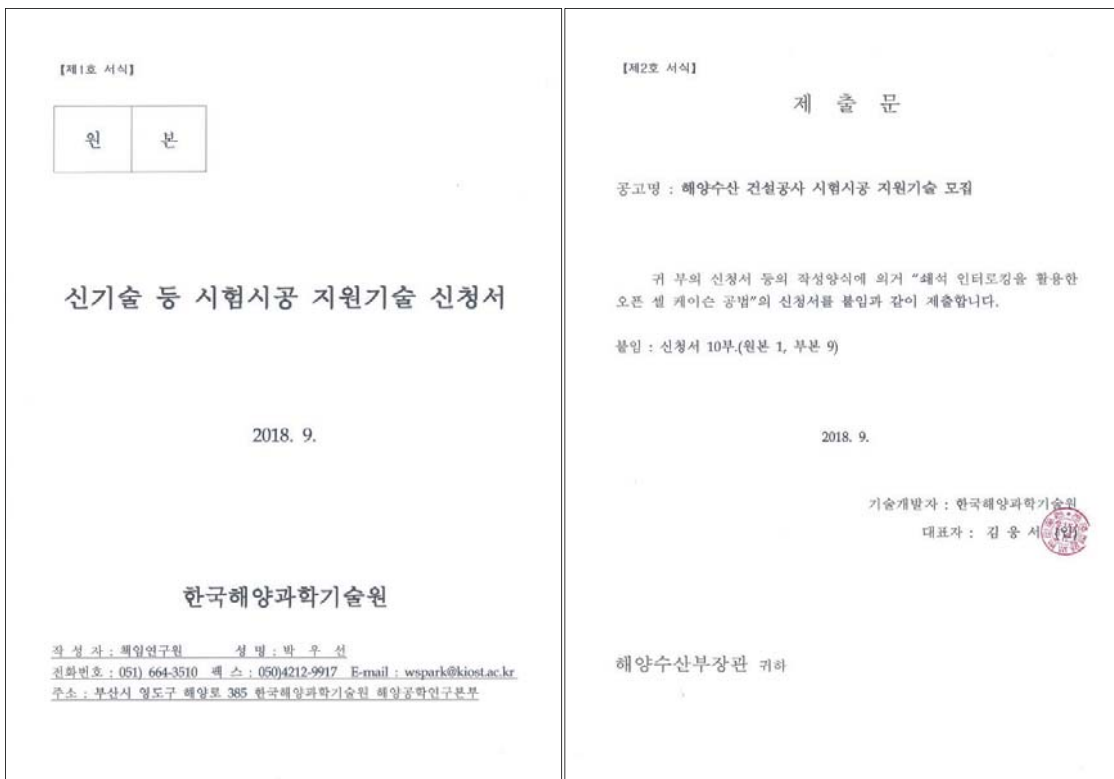 【제1호 서식】
원 본
신기술 등 시험시공 지원기술 신청서
2018. 9.
한국해양과학기술원
작 성 자 : 책임연구원 성 명 : 박 우 선
전화번호 : 051) 664-3510 팩 스 : 050)4212-9917 E-mail : wspark@kiost.ac.kr
주소 : 부산시 영도구 해양로 385 한국해양과학기술원 해양공학연구본부
【제2호 서식】
제 출 문
공고명 : 해양수산 건설공사 시험시공 지원기술 모집
귀 부의 신청서 등의 작성양식에 의거 “쇄석 인터로킹을 활용한
오픈 셀 케이슨 공법”의 신청서를 붙임과 같이 제출합니다.
붙임 : 신청서 10부.(원본 1, 부본 9)
2018. 9.
기술개발자 : 한국해양과학기술원
대표자 : 김 웅 서 (인)
해양수산부장관 귀하